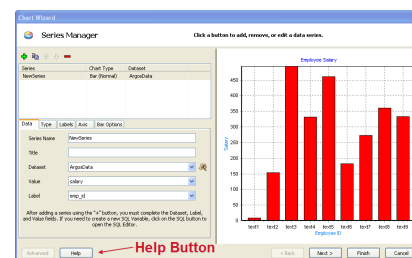 Chart Wizard
Series Manager
Click a button to add, remove, or edit a data series.
Series Chart Type Dataset
NewSeries Bar (Normal) ArgosData
Data Type Labels Axis Bar Options
Series Name NewSeries
Title
Dataset ArgosData
Value salary
Label emp_id
After adding a series using the "+" button, you must complete the Dataset, Label,
and Value fields. If you need to create a new SQL Variable, click on the SQL button to
open the SQL Editor.
Employee Salary
450
400
350
300
250
200
150
100
50
0
Salary
text1 text2 text3 text4 text5 text6 text7 text8 text9
Employee ID
Advanced Help
Help Button
< Back Next > Finish Cancel